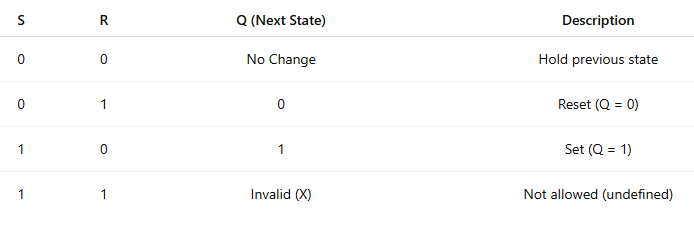 S R Q (Next State) Description
0 0 No Change Hold previous state
0 1 0 Reset (Q = 0)
1 0 1 Set (Q = 1)
1 1 Invalid (X) Not allowed (undefined)